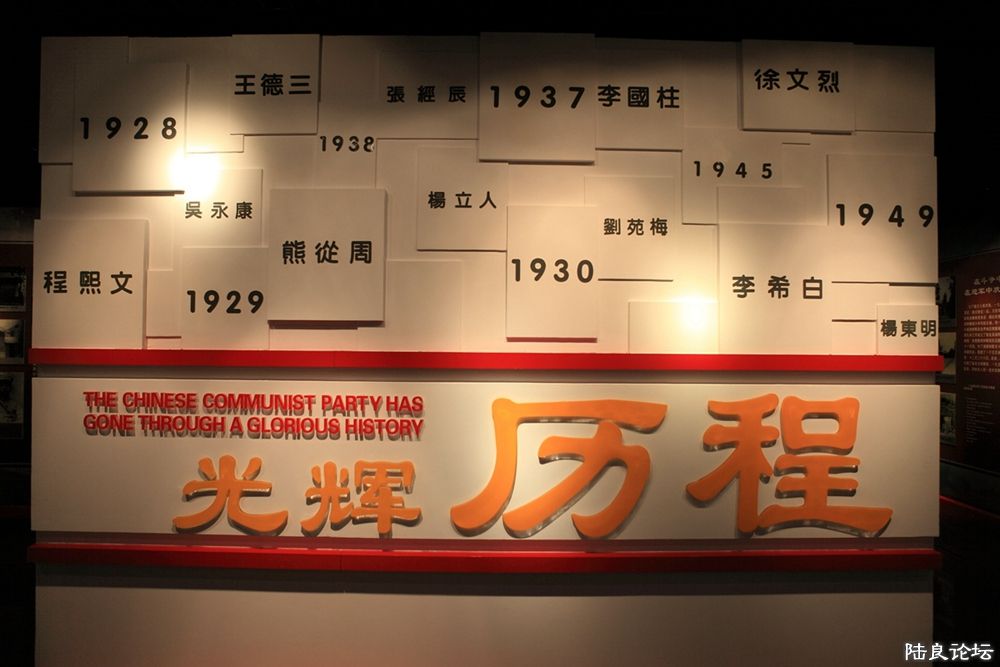 王德三
張經辰
1937
李國柱
徐文烈
1928
1938
1945
吳永康
楊立人
劉苑梅
1949
程熙文
熊從周
1929
1930
李希白
楊東明
THE CHINESE COMMUNIST PARTY HAS
GONE THROUGH A GLORIOUS HISTORY
光辉历程
陆良论坛